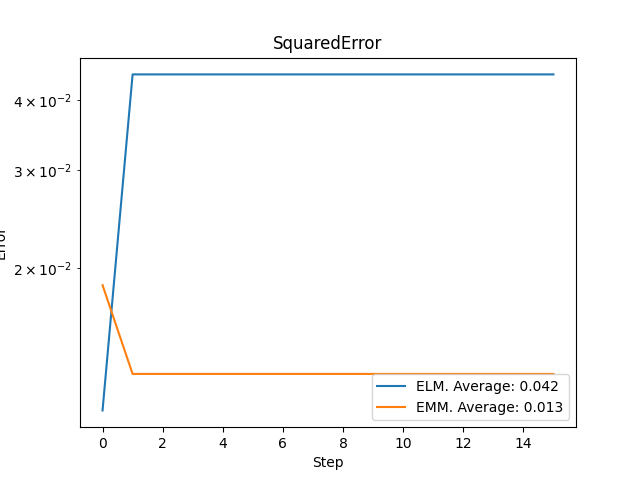 SquaredError
4 × 10⁻²
3 × 10⁻²
2 × 10⁻²
Error
0 2 4 6 8 10 12 14
Step
ELM. Average: 0.042
EMM. Average: 0.013